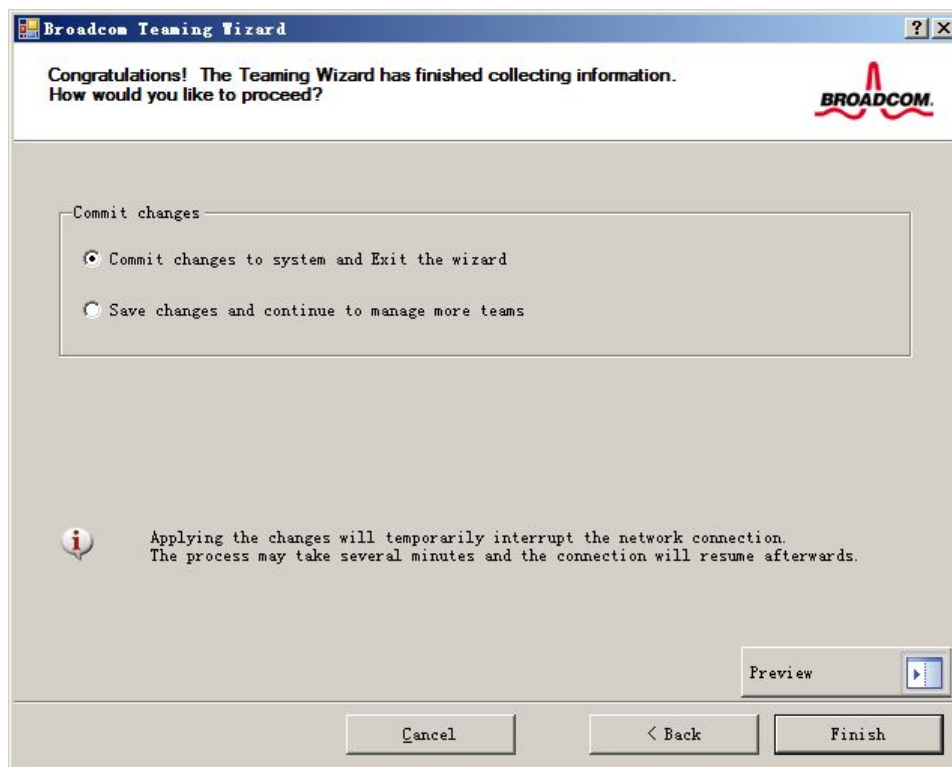 Broadcom Teaming Wizard
Congratulations! The Teaming Wizard has finished collecting information.
How would you like to proceed?
BROADCOM.
Commit changes
Commit changes to system and Exit the wizard
Save changes and continue to manage more teams
Applying the changes will temporarily interrupt the network connection.
The process may take several minutes and the connection will resume afterwards.
Preview
Cancel
< Back
Finish